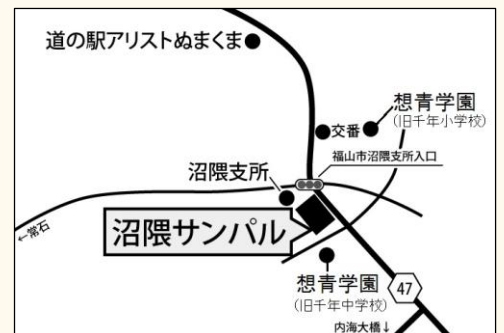 道の駅アリストぬまくま
想青学園
(旧千年小学校)
交番
福山市沼隈支所入口
沼隈支所
←常石
沼隈サンパル
想青学園
(旧千年中学校)
47
内海大橋↓